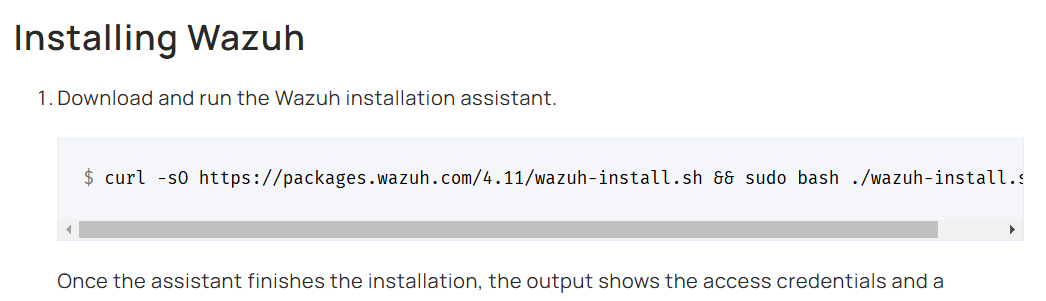 Installing Wazuh
1. Download and run the Wazuh installation assistant.
$ curl -sO https://packages.wazuh.com/4.11/wazuh-install.sh && sudo bash ./wazuh-install.s
Once the assistant finishes the installation, the output shows the access credentials and a